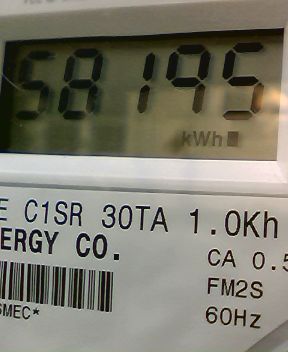 58195
kWh
E C1SR 30TA 1.0Kh
ERGY CO.
CA 0.5
FM2S
SMEC*
60Hz